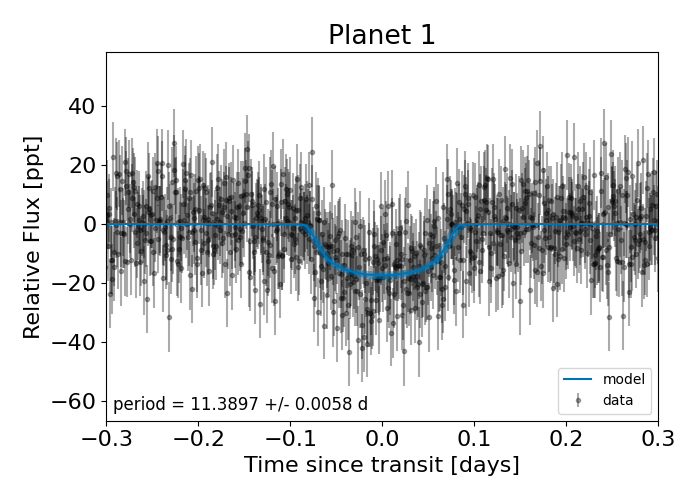 Planet 1
Relative Flux [ppt]
40
20
0
−20
−40
−60
period = 11.3897 +/- 0.0058 d
model
data
−0.3 −0.2 −0.1 0.0 0.1 0.2 0.3
Time since transit [days]